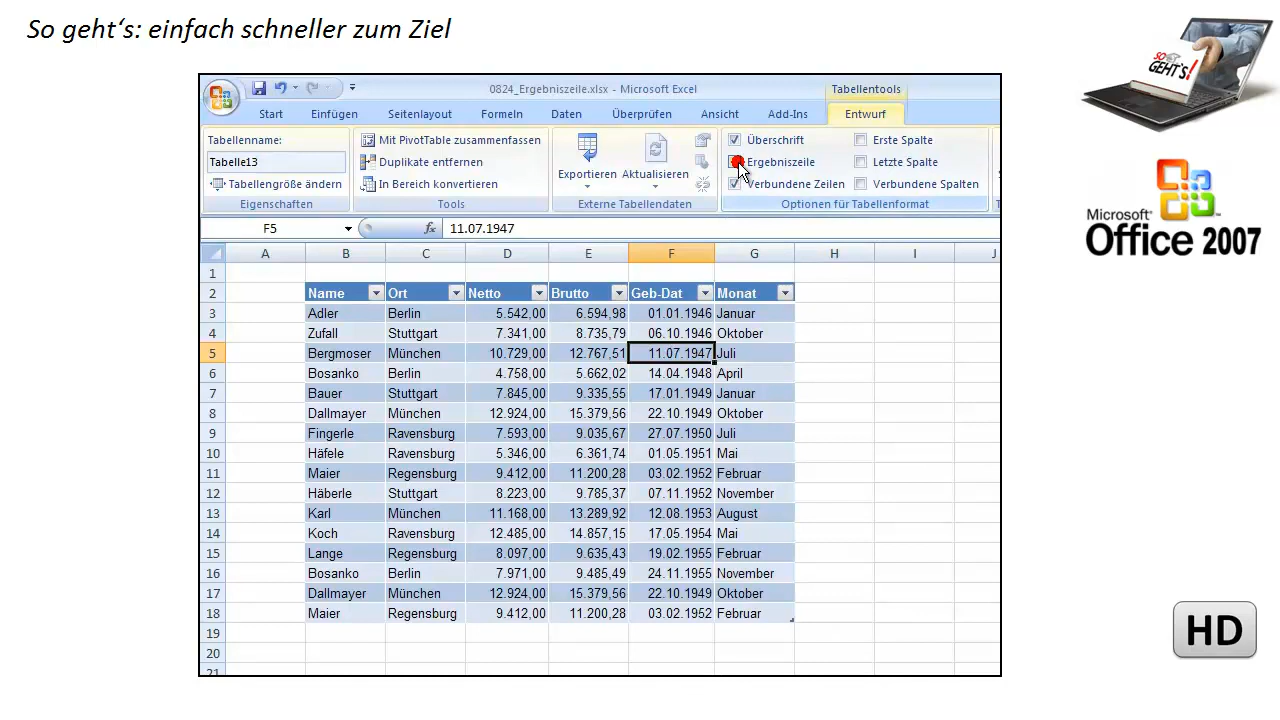 So geht‘s: einfach schneller zum Ziel
SO GEHT'S!
0824_Ergebniszeile.xlsx - Microsoft Excel
Tabellentools
Start Einfügen Seitenlayout Formeln Daten Überprüfen Ansicht Add-Ins Entwurf
Tabellenname: Mit PivotTable zusammenfassen Überschrift Erste Spalte
Tabelle13 Duplikate entfernen Exportieren Aktualisieren Ergebniszeile Letzte Spalte
Tabellengröße ändern In Bereich konvertieren Verbundene Zeilen Verbundene Spalten
Eigenschaften Tools Externe Tabellendaten Optionen für Tabellenformat
F5 fx 11.07.1947
A B C D E F G H I J
1
2 Name Ort Netto Brutto Geb-Dat Monat
3 Adler Berlin 5.542,00 6.594,98 01.01.1946 Januar
4 Zufall Stuttgart 7.341,00 8.735,79 06.10.1946 Oktober
5 Bergmoser München 10.729,00 12.767,51 11.07.1947 Juli
6 Bosanko Berlin 4.758,00 5.662,02 14.04.1948 April
7 Bauer Stuttgart 7.845,00 9.335,55 17.01.1949 Januar
8 Dallmayer München 12.924,00 15.379,56 22.10.1949 Oktober
9 Fingerle Ravensburg 7.593,00 9.035,67 27.07.1950 Juli
10 Häfele Ravensburg 5.346,00 6.361,74 01.05.1951 Mai
11 Maier Regensburg 9.412,00 11.200,28 03.02.1952 Februar
12 Häberle Stuttgart 8.223,00 9.785,37 07.11.1952 November
13 Karl München 11.168,00 13.289,92 12.08.1953 August
14 Koch Ravensburg 12.485,00 14.857,15 17.05.1954 Mai
15 Lange Regensburg 8.097,00 9.635,43 19.02.1955 Februar
16 Bosanko Berlin 7.971,00 9.485,49 24.11.1955 November
17 Dallmayer München 12.924,00 15.379,56 22.10.1949 Oktober
18 Maier Regensburg 9.412,00 11.200,28 03.02.1952 Februar
19
20
21
Microsoft
Office 2007
HD